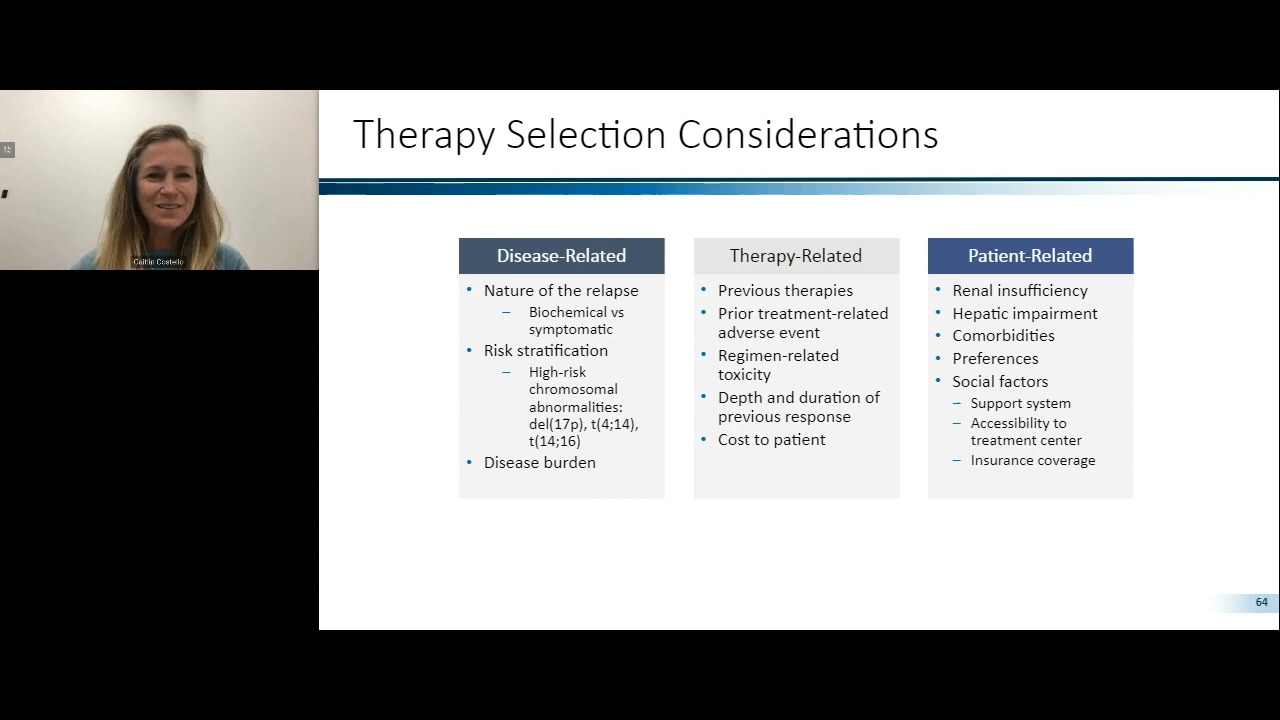 Therapy Selection Considerations
Caitlin Costello
Disease-Related
• Nature of the relapse
– Biochemical vs
symptomatic
• Risk stratification
– High-risk
chromosomal
abnormalities:
del(17p), t(4;14),
t(14;16)
• Disease burden
Therapy-Related
• Previous therapies
• Prior treatment-related
adverse event
• Regimen-related
toxicity
• Depth and duration of
previous response
• Cost to patient
Patient-Related
• Renal insufficiency
• Hepatic impairment
• Comorbidities
• Preferences
• Social factors
– Support system
– Accessibility to
treatment center
– Insurance coverage
64